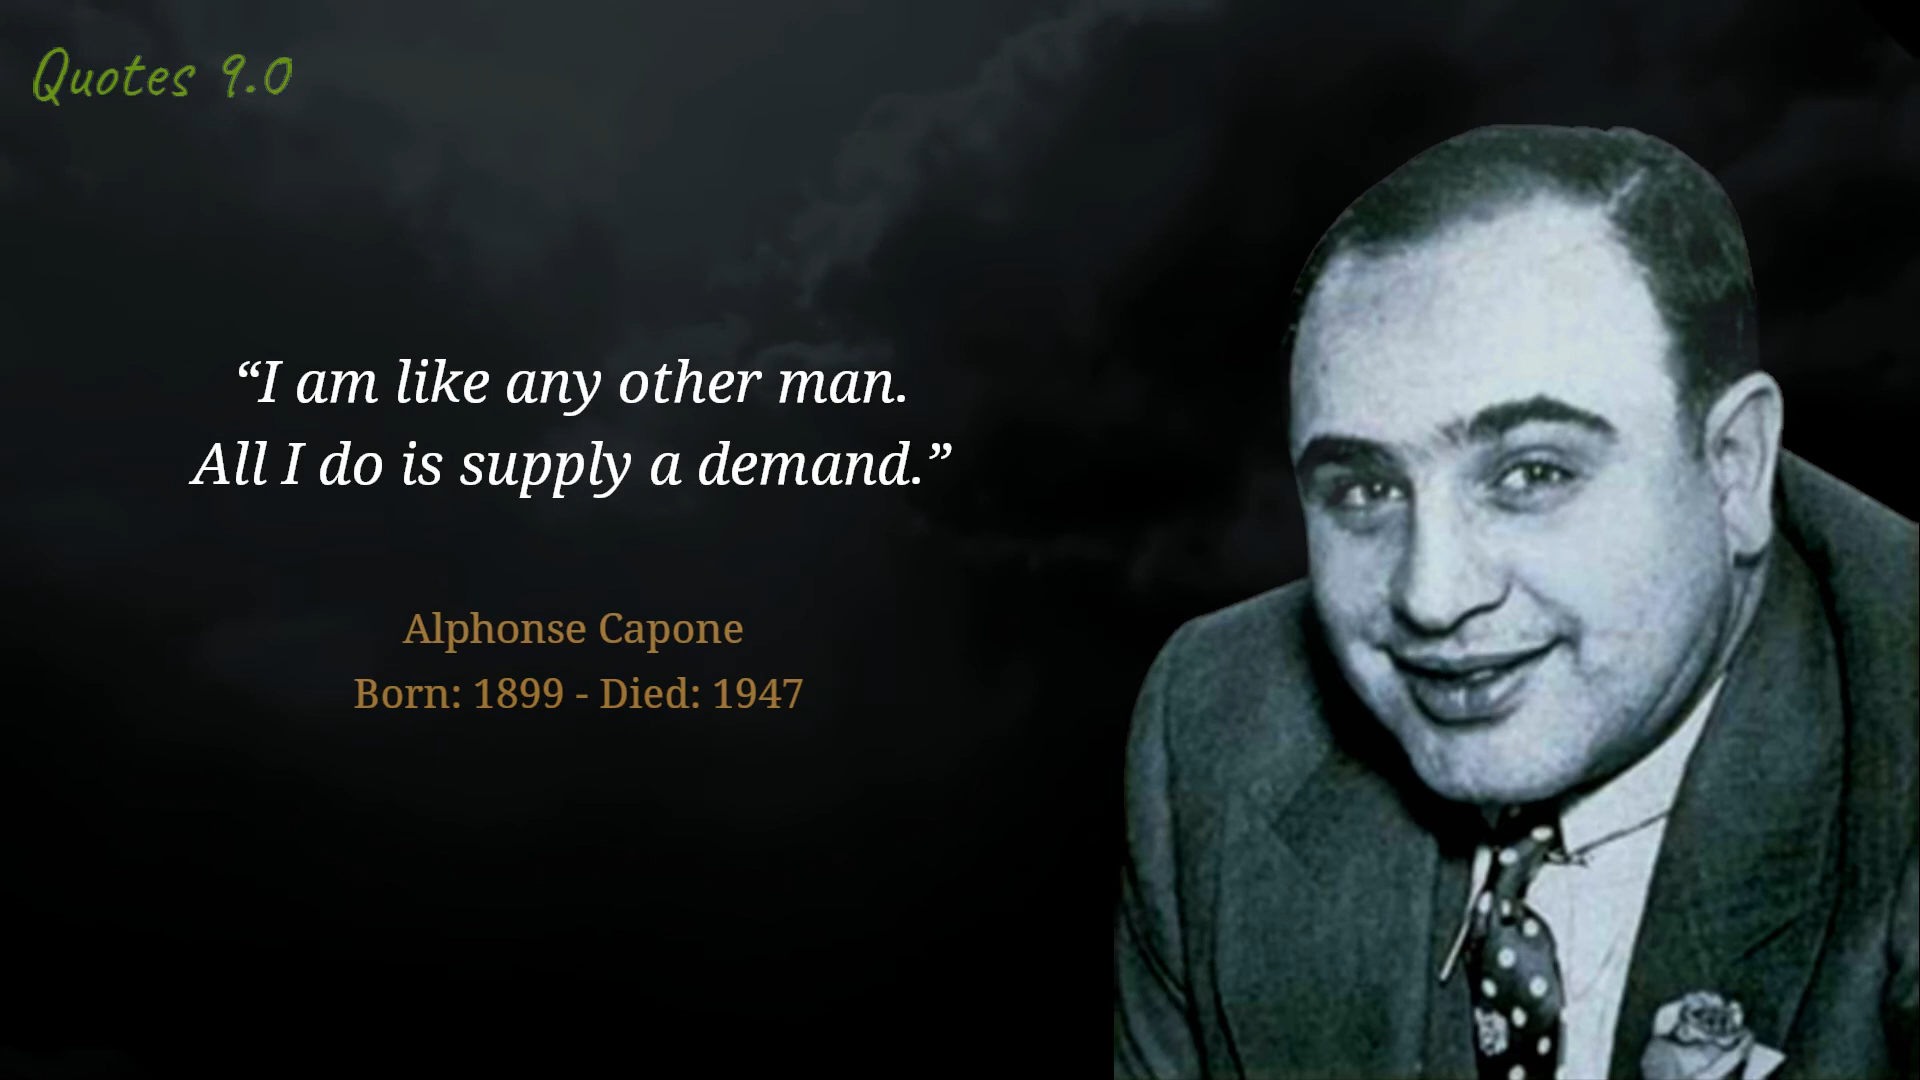 Quotes 9.0
“I am like any other man.
All I do is supply a demand.”
Alphonse Capone
Born: 1899 - Died: 1947